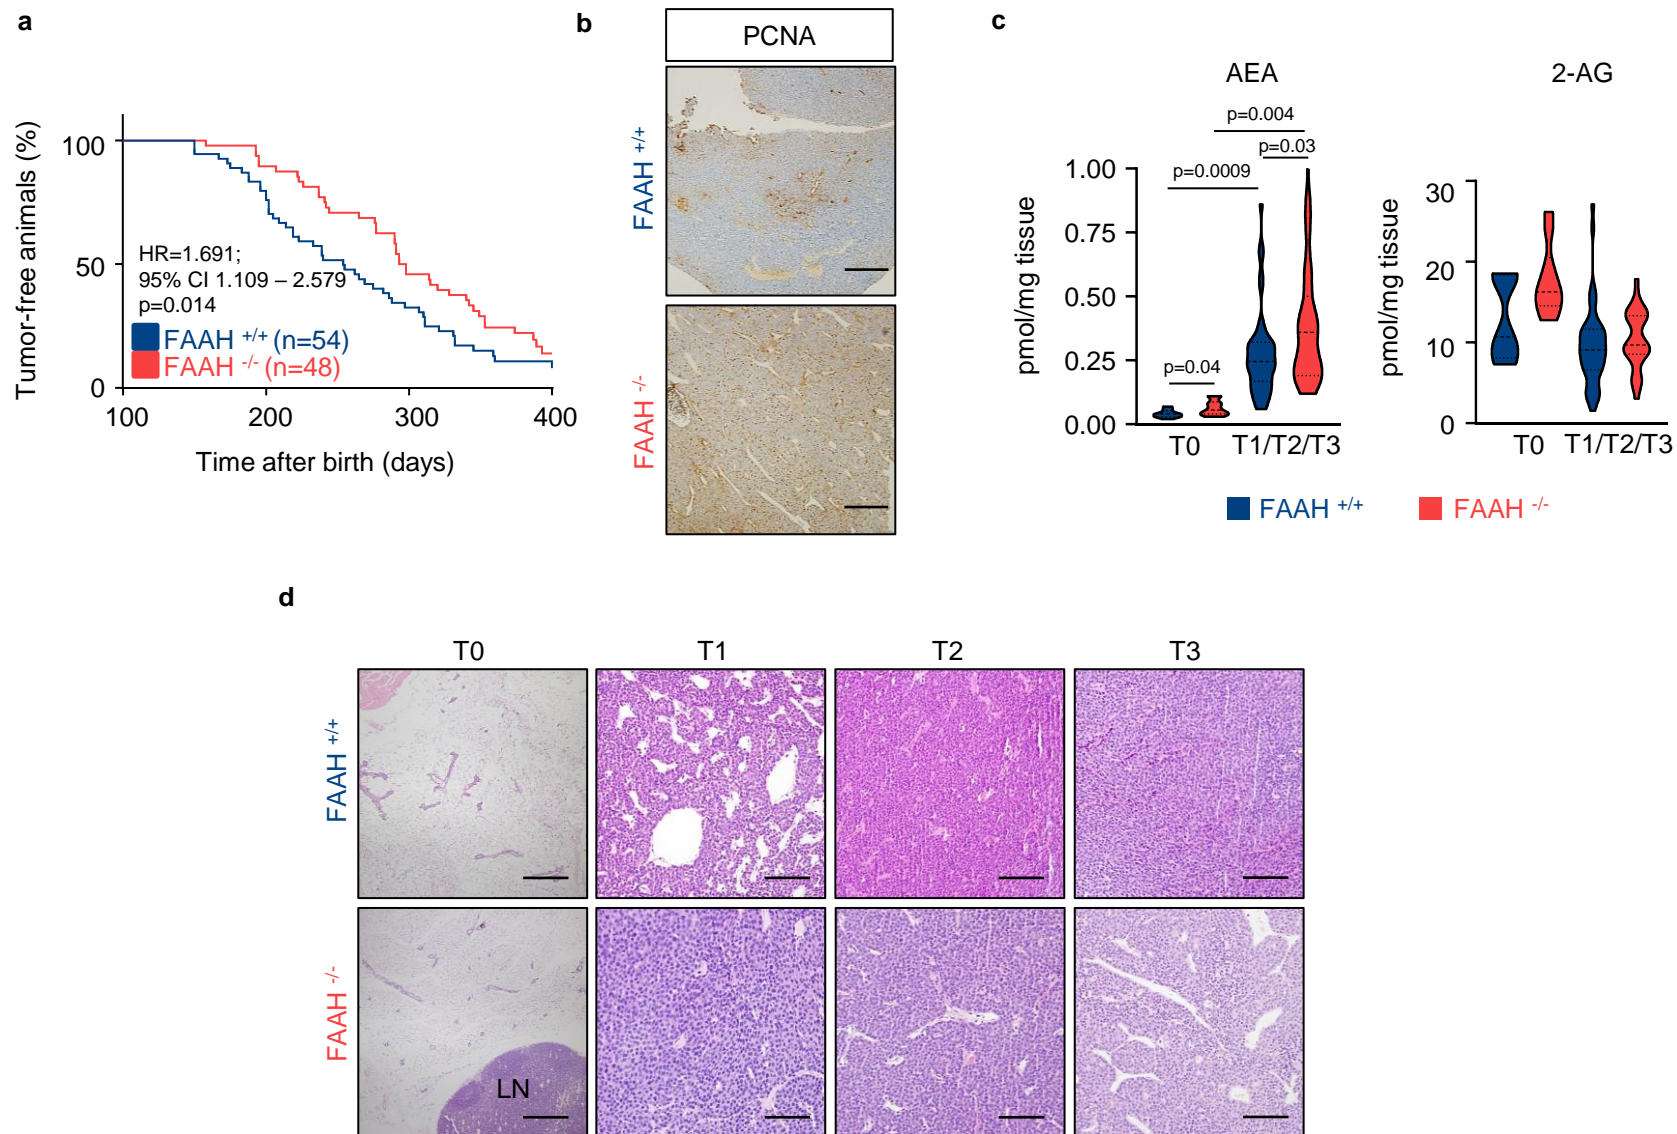 a
Tumor-free animals (%)
100
50
0
100
200
300
400
Time after birth (days)
HR=1.691;
95% CI 1.109 – 2.579
p=0.014
FAAH +/+ (n=54)
FAAH -/- (n=48)
b
PCNA
FAAH +/+
FAAH -/-
c
AEA
pmol/mg tissue
1.00
0.75
0.50
0.25
0.00
p=0.004
p=0.03
p=0.0009
p=0.04
T0
T1/T2/T3
2-AG
pmol/mg tissue
30
20
10
0
T0
T1/T2/T3
FAAH +/+
FAAH -/-
d
T0
T1
T2
T3
FAAH +/+
FAAH -/-
LN